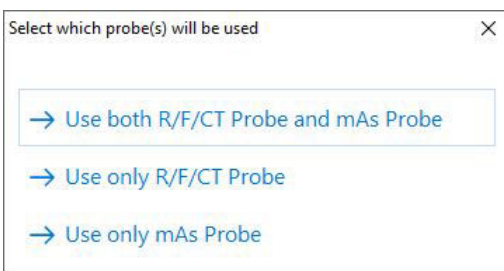 Select which probe(s) will be used
Use both R/F/CT Probe and mAs Probe
Use only R/F/CT Probe
Use only mAs Probe